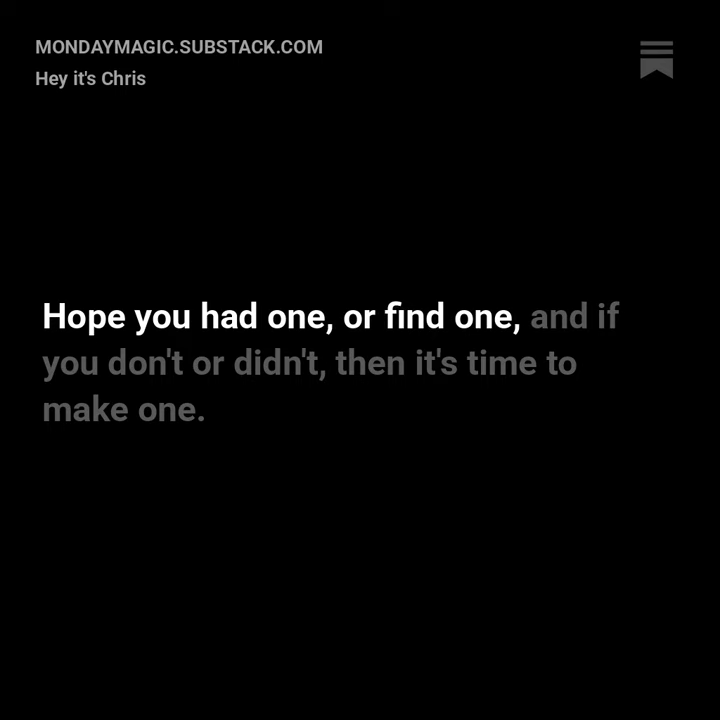 MONDAYMAGIC.SUBSTACK.COM
Hey it's Chris
Hope you had one, or find one, and if
you don't or didn't, then it's time to
make one.